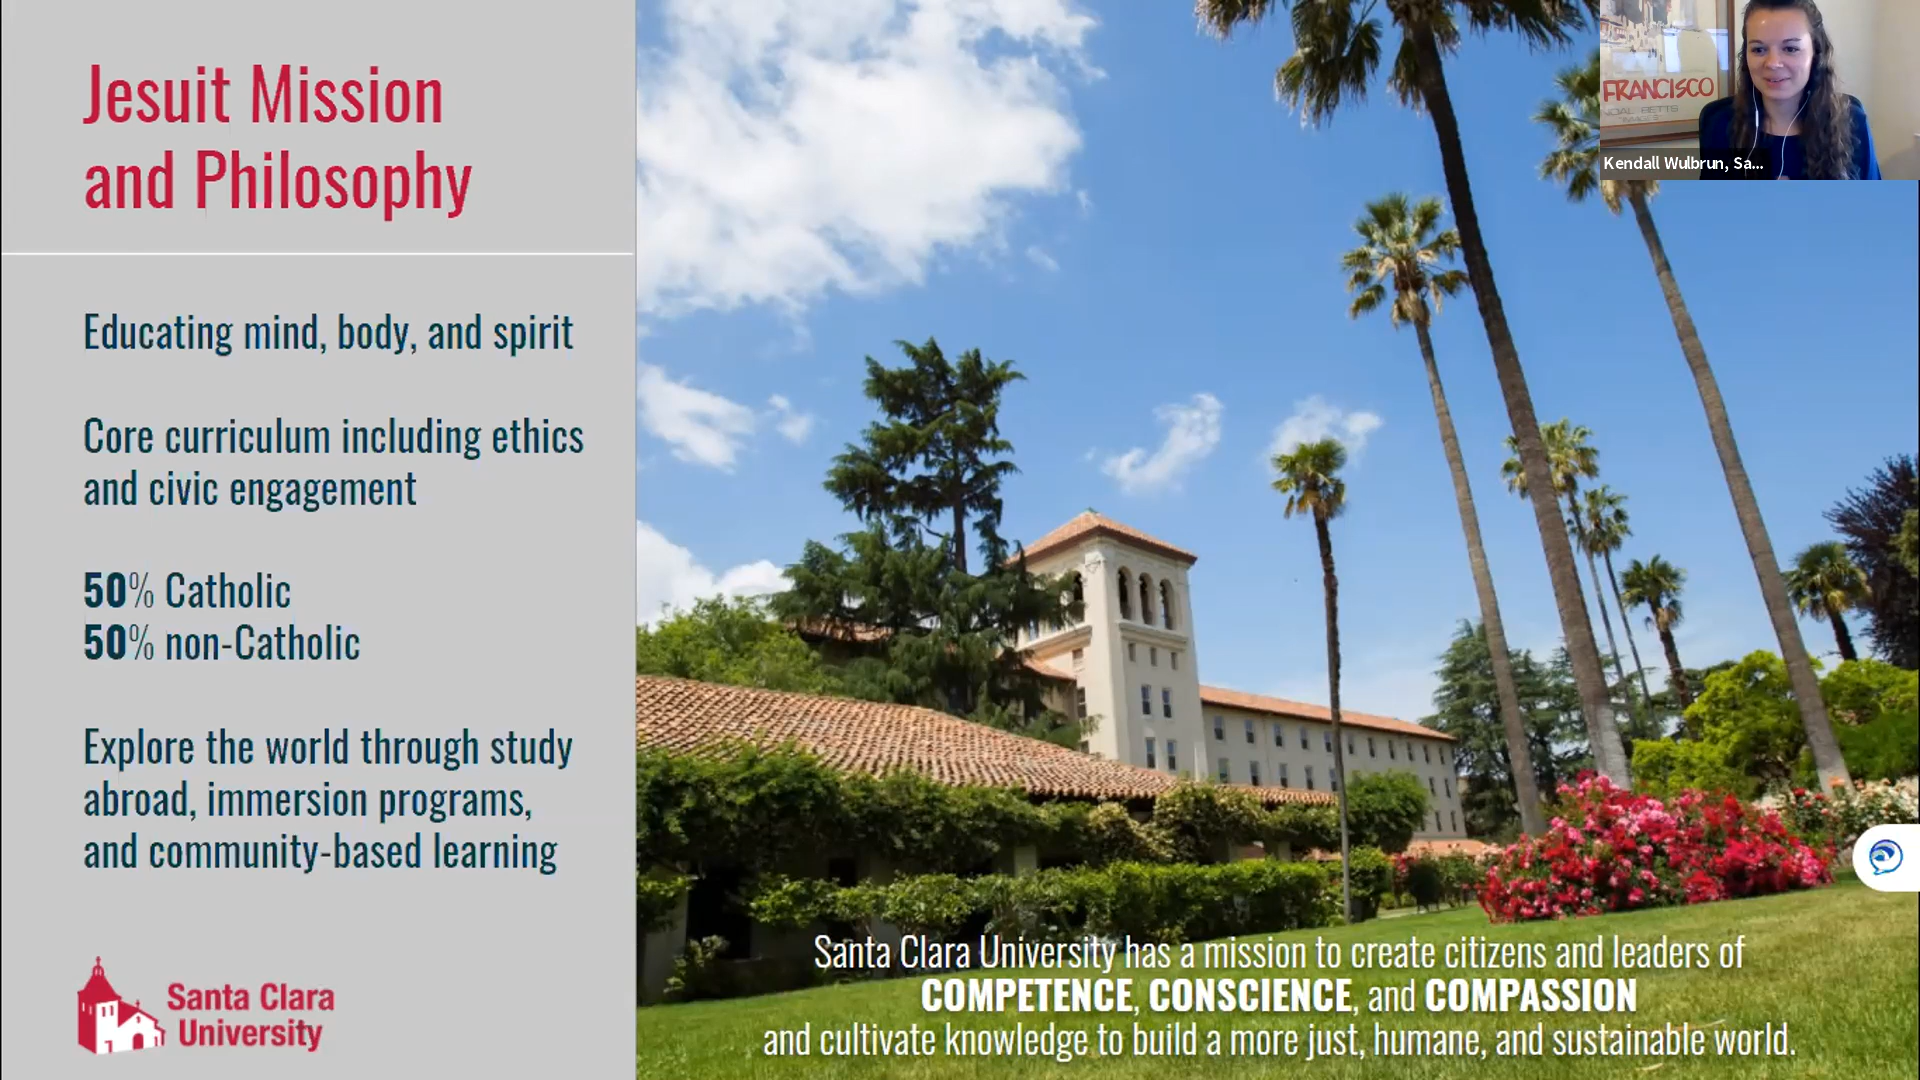 Jesuit Mission
and Philosophy
Educating mind, body, and spirit
Core curriculum including ethics
and civic engagement
50% Catholic
50% non-Catholic
Explore the world through study
abroad, immersion programs,
and community-based learning
Santa Clara
University
Santa Clara University has a mission to create citizens and leaders of
COMPETENCE, CONSCIENCE, and COMPASSION
and cultivate knowledge to build a more just, humane, and sustainable world.
FRANCISCO
BETTS
Kendall Wulbrun, Sa...